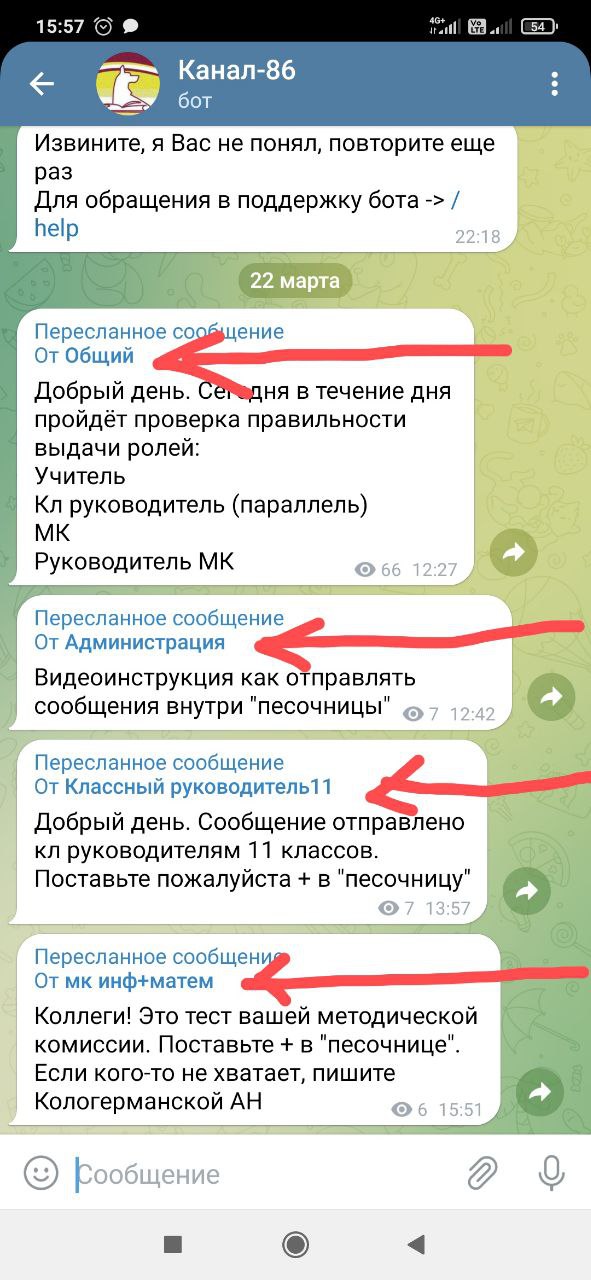 15:57
4G+
Vo
LTE
54
Канал-86
бот
Извините, я Вас не понял, повторите еще
раз
Для обращения в поддержку бота -> /
help
22:18
22 марта
Пересланное сообщение
От Общий
Добрый день. Сегодня в течение дня
пройдёт проверка правильности
выдачи ролей:
Учитель
Кл руководитель (параллель)
МК
Руководитель МК
66 12:27
Пересланное сообщение
От Администрация
Видеоинструкция как отправлять
сообщения внутри "песочницы"
7 12:42
Пересланное сообщение
От Классный руководитель11
Добрый день. Сообщение отправлено
кл руководителям 11 классов.
Поставьте пожалуйста + в "песочницу"
7 13:57
Пересланное сообщение
От мк инф+матем
Коллеги! Это тест вашей методической
комиссии. Поставьте + в "песочнице".
Если кого-то не хватает, пишите
Кологерманской АН
6 15:51
Сообщение